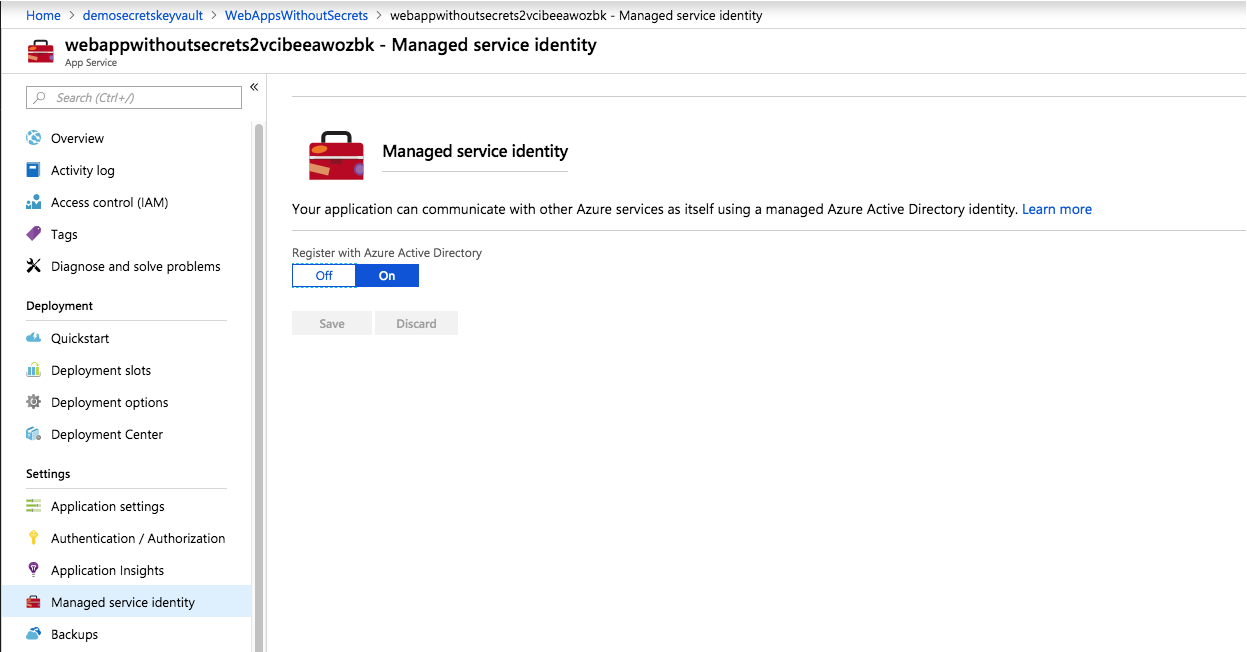 Home > demosecretskeyvault > WebAppsWithoutSecrets > webappwithoutsecrets2vcibeeawozbk - Managed service identity
webappwithoutsecrets2vcibeeawozbk - Managed service identity
App Service
Search (Ctrl+/)
«
Overview
Activity log
Access control (IAM)
Tags
Diagnose and solve problems
Deployment
Quickstart
Deployment slots
Deployment options
Deployment Center
Settings
Application settings
Authentication / Authorization
Application Insights
Managed service identity
Backups
Managed service identity
Your application can communicate with other Azure services as itself using a managed Azure Active Directory identity. Learn more
Register with Azure Active Directory
Off On
Save Discard